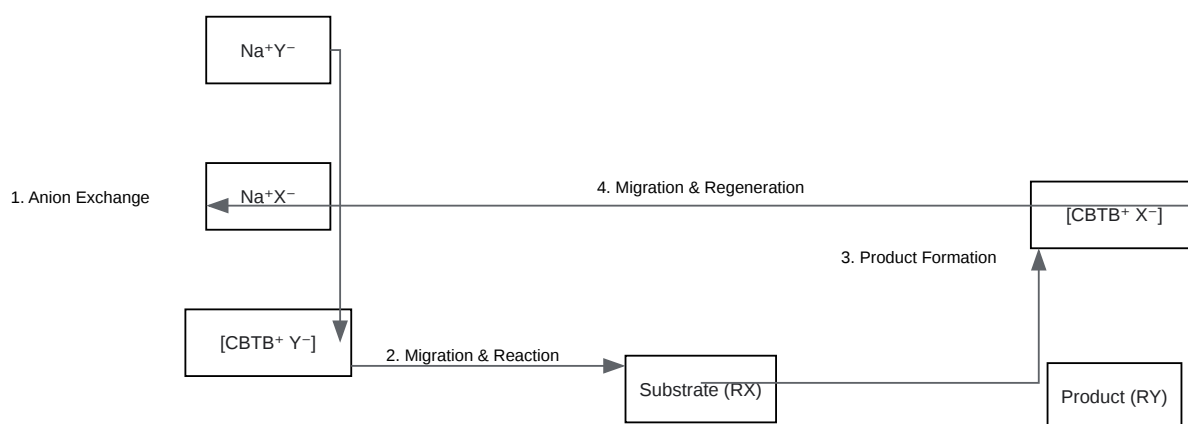 Na⁺Y⁻
1. Anion Exchange
Na⁺X⁻
4. Migration & Regeneration
[CBTB⁺ X⁻]
3. Product Formation
[CBTB⁺ Y⁻]
2. Migration & Reaction
Substrate (RX)
Product (RY)